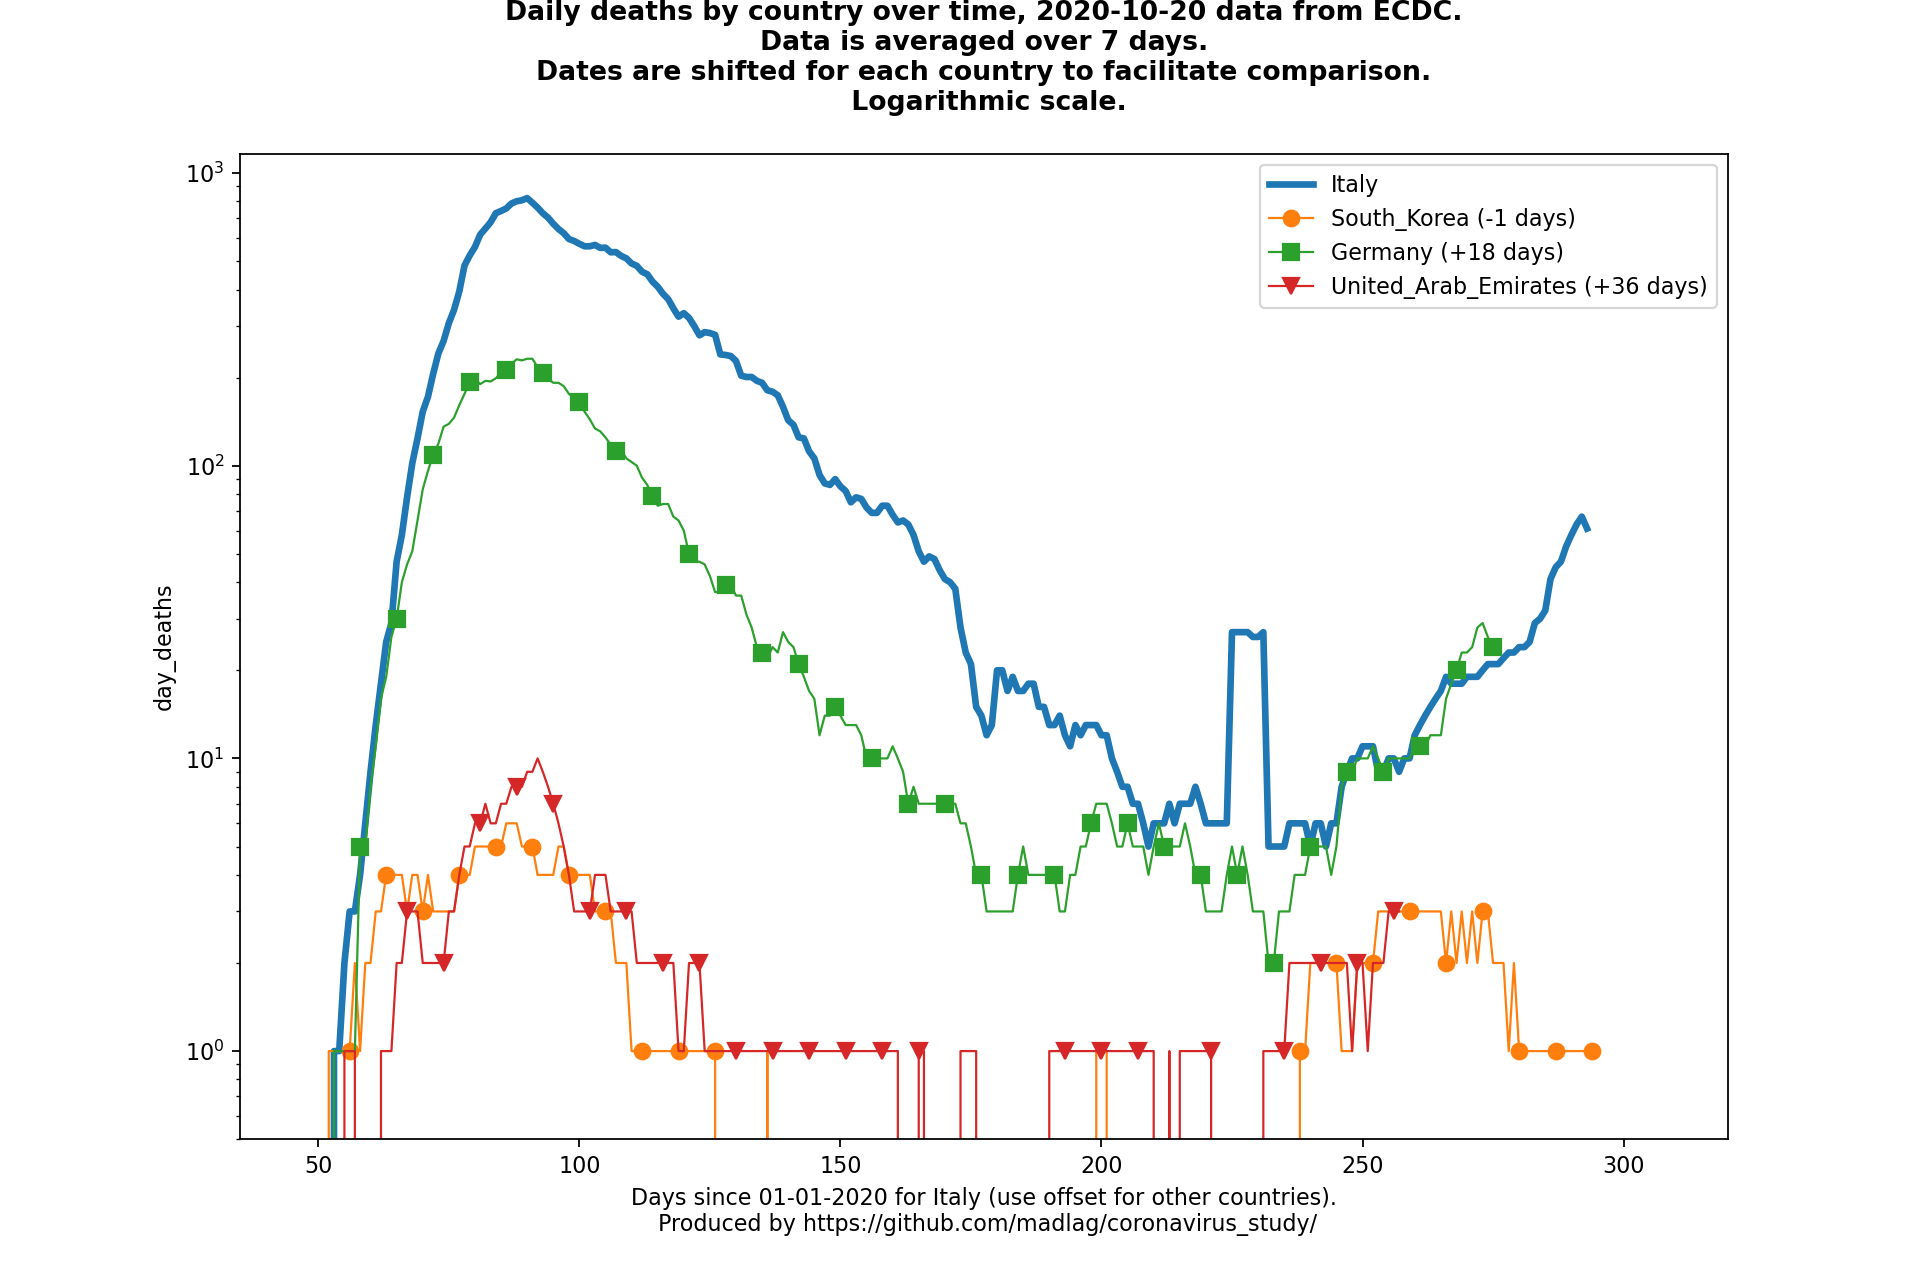 Daily deaths by country over time, 2020-10-20 data from ECDC.
Data is averaged over 7 days.
Dates are shifted for each country to facilitate comparison.
Logarithmic scale.
10³
Italy
South_Korea (-1 days)
Germany (+18 days)
United_Arab_Emirates (+36 days)
10²
day_deaths
10¹
10⁰
50 100 150 200 250 300
Days since 01-01-2020 for Italy (use offset for other countries).
Produced by https://github.com/madlag/coronavirus_study/